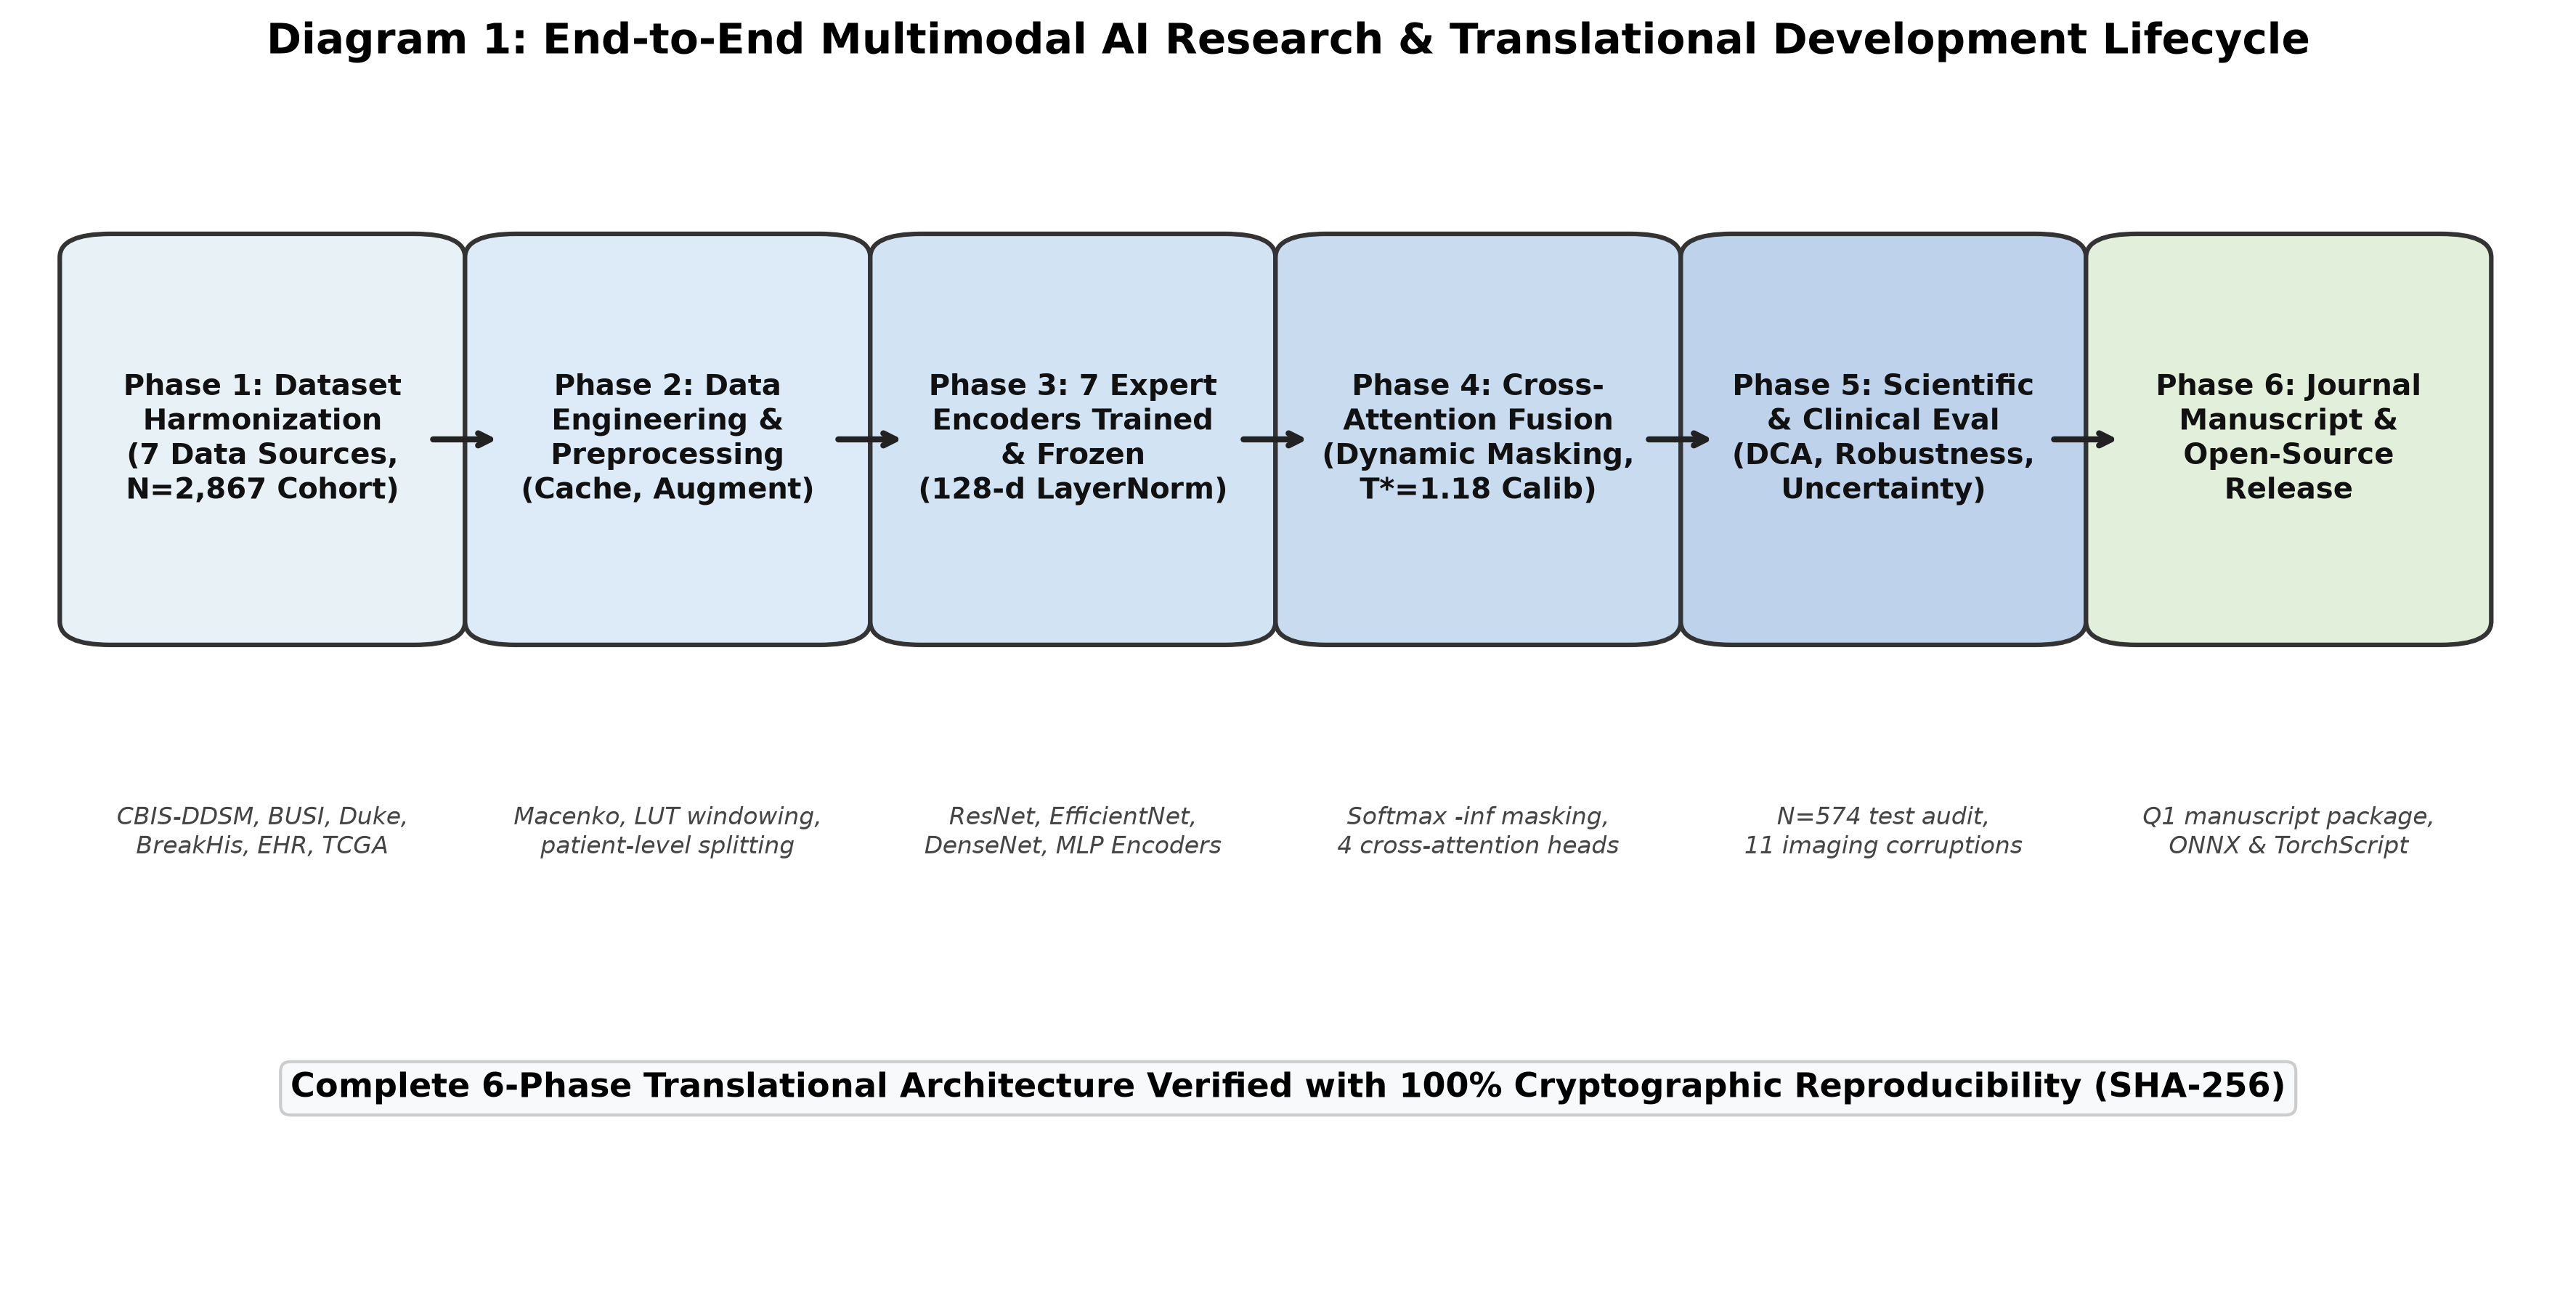 Diagram 1: End-to-End Multimodal AI Research & Translational Development Lifecycle
Phase 1: Dataset
Harmonization
(7 Data Sources,
N=2,867 Cohort)
Phase 2: Data
Engineering &
Preprocessing
(Cache, Augment)
Phase 3: 7 Expert
Encoders Trained
& Frozen
(128-d LayerNorm)
Phase 4: Cross-
Attention Fusion
(Dynamic Masking,
T*=1.18 Calib)
Phase 5: Scientific
& Clinical Eval
(DCA, Robustness,
Uncertainty)
Phase 6: Journal
Manuscript &
Open-Source
Release
CBIS-DDSM, BUSI, Duke,
BreakHis, EHR, TCGA
Macenko, LUT windowing,
patient-level splitting
ResNet, EfficientNet,
DenseNet, MLP Encoders
Softmax -inf masking,
4 cross-attention heads
N=574 test audit,
11 imaging corruptions
Q1 manuscript package,
ONNX & TorchScript
Complete 6-Phase Translational Architecture Verified with 100% Cryptographic Reproducibility (SHA-256)